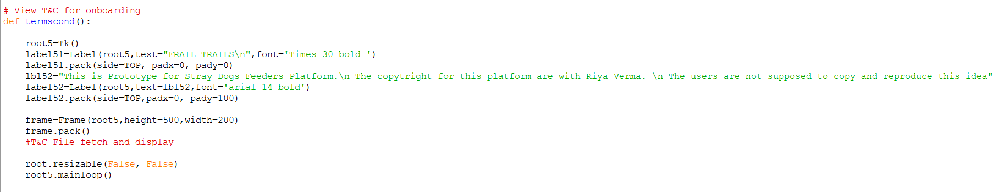 # View T&C for onboarding
def termscond():
root5=Tk()
label51=Label(root5,text="FRAIL TRAILS\n",font='Times 30 bold ')
label51.pack(side=TOP, padx=0, pady=0)
lbl52="This is Prototype for Stray Dogs Feeders Platform.\n The copytright for this platform are with Riya Verma. \n The users are not supposed to copy and reproduce this idea"
label52=Label(root5,text=lbl52,font='arial 14 bold')
label52.pack(side=TOP,padx=0, pady=100)
frame=Frame(root5,height=500,width=200)
frame.pack()
#T&C File fetch and display
root.resizable(False, False)
root5.mainloop()